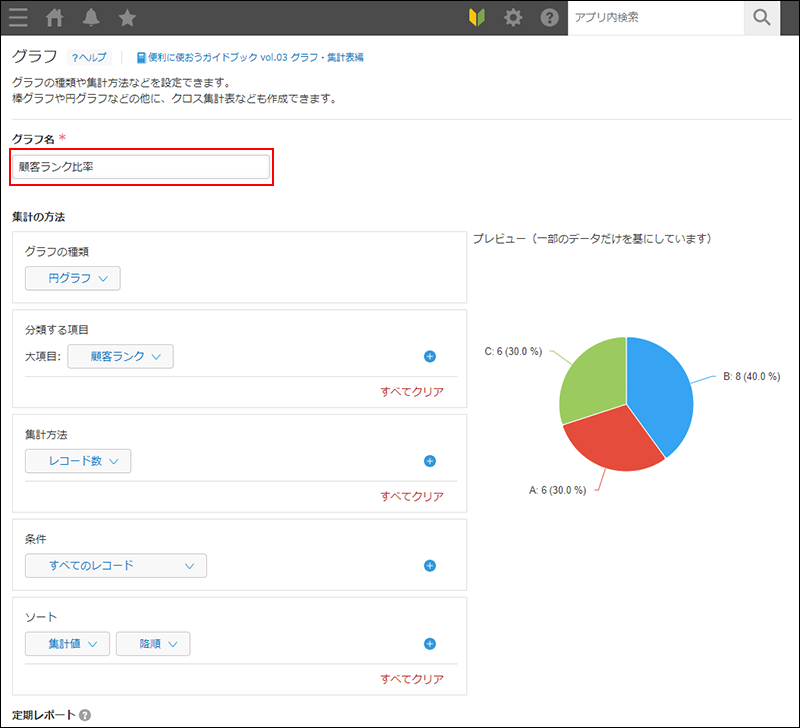 アプリ内検索
グラフ ?ヘルプ 便利に使おうガイドブック vol.03 グラフ・集計表編
グラフの種類や集計方法などを設定できます。
棒グラフや円グラフなどの他に、クロス集計表なども作成できます。
グラフ名 *
顧客ランク比率
集計の方法
グラフの種類
円グラフ
分類する項目
大項目: 顧客ランク
すべてクリア
集計方法
レコード数
すべてクリア
条件
すべてのレコード
ソート
集計値 降順
すべてクリア
定期レポート ?
プレビュー（一部のデータだけを基にしています）
C: 6 (30.0 %)
B: 8 (40.0 %)
A: 6 (30.0 %)